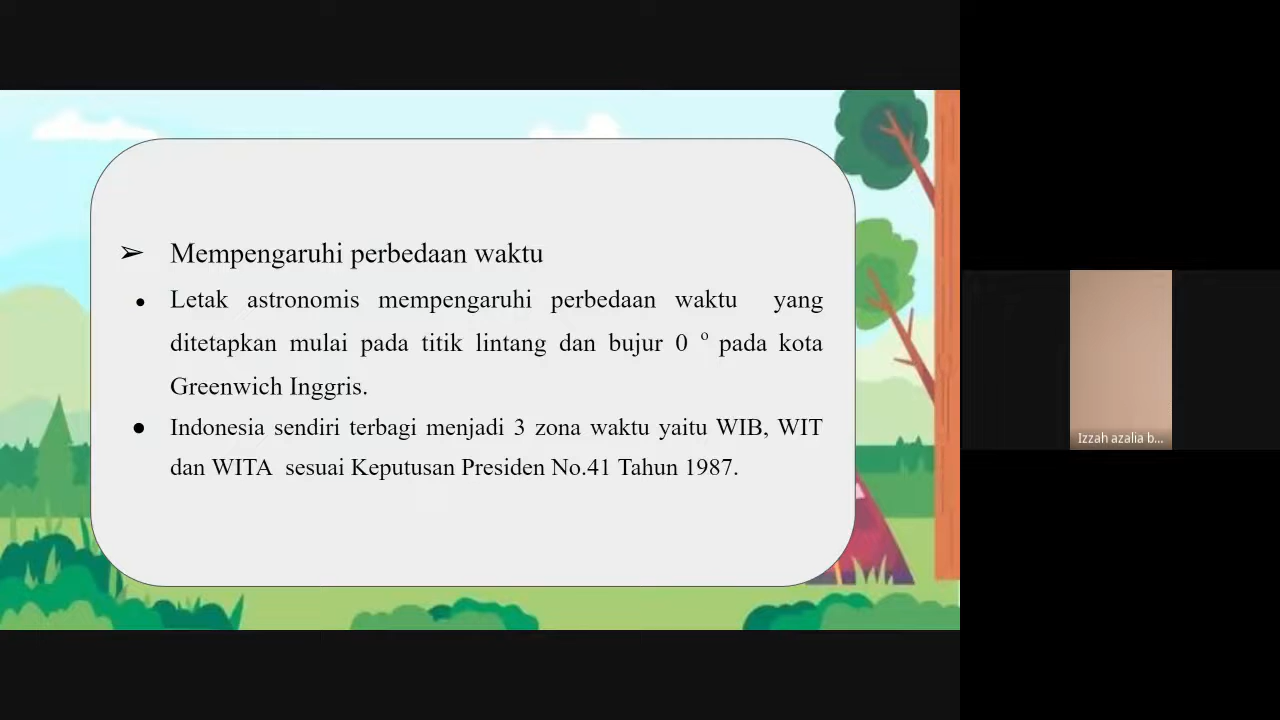 ➢ Mempengaruhi perbedaan waktu
● Letak astronomis mempengaruhi perbedaan waktu yang
ditetapkan mulai pada titik lintang dan bujur 0 º pada kota
Greenwich Inggris.
● Indonesia sendiri terbagi menjadi 3 zona waktu yaitu WIB, WIT
dan WITA sesuai Keputusan Presiden No.41 Tahun 1987.
Izzah azalia b...